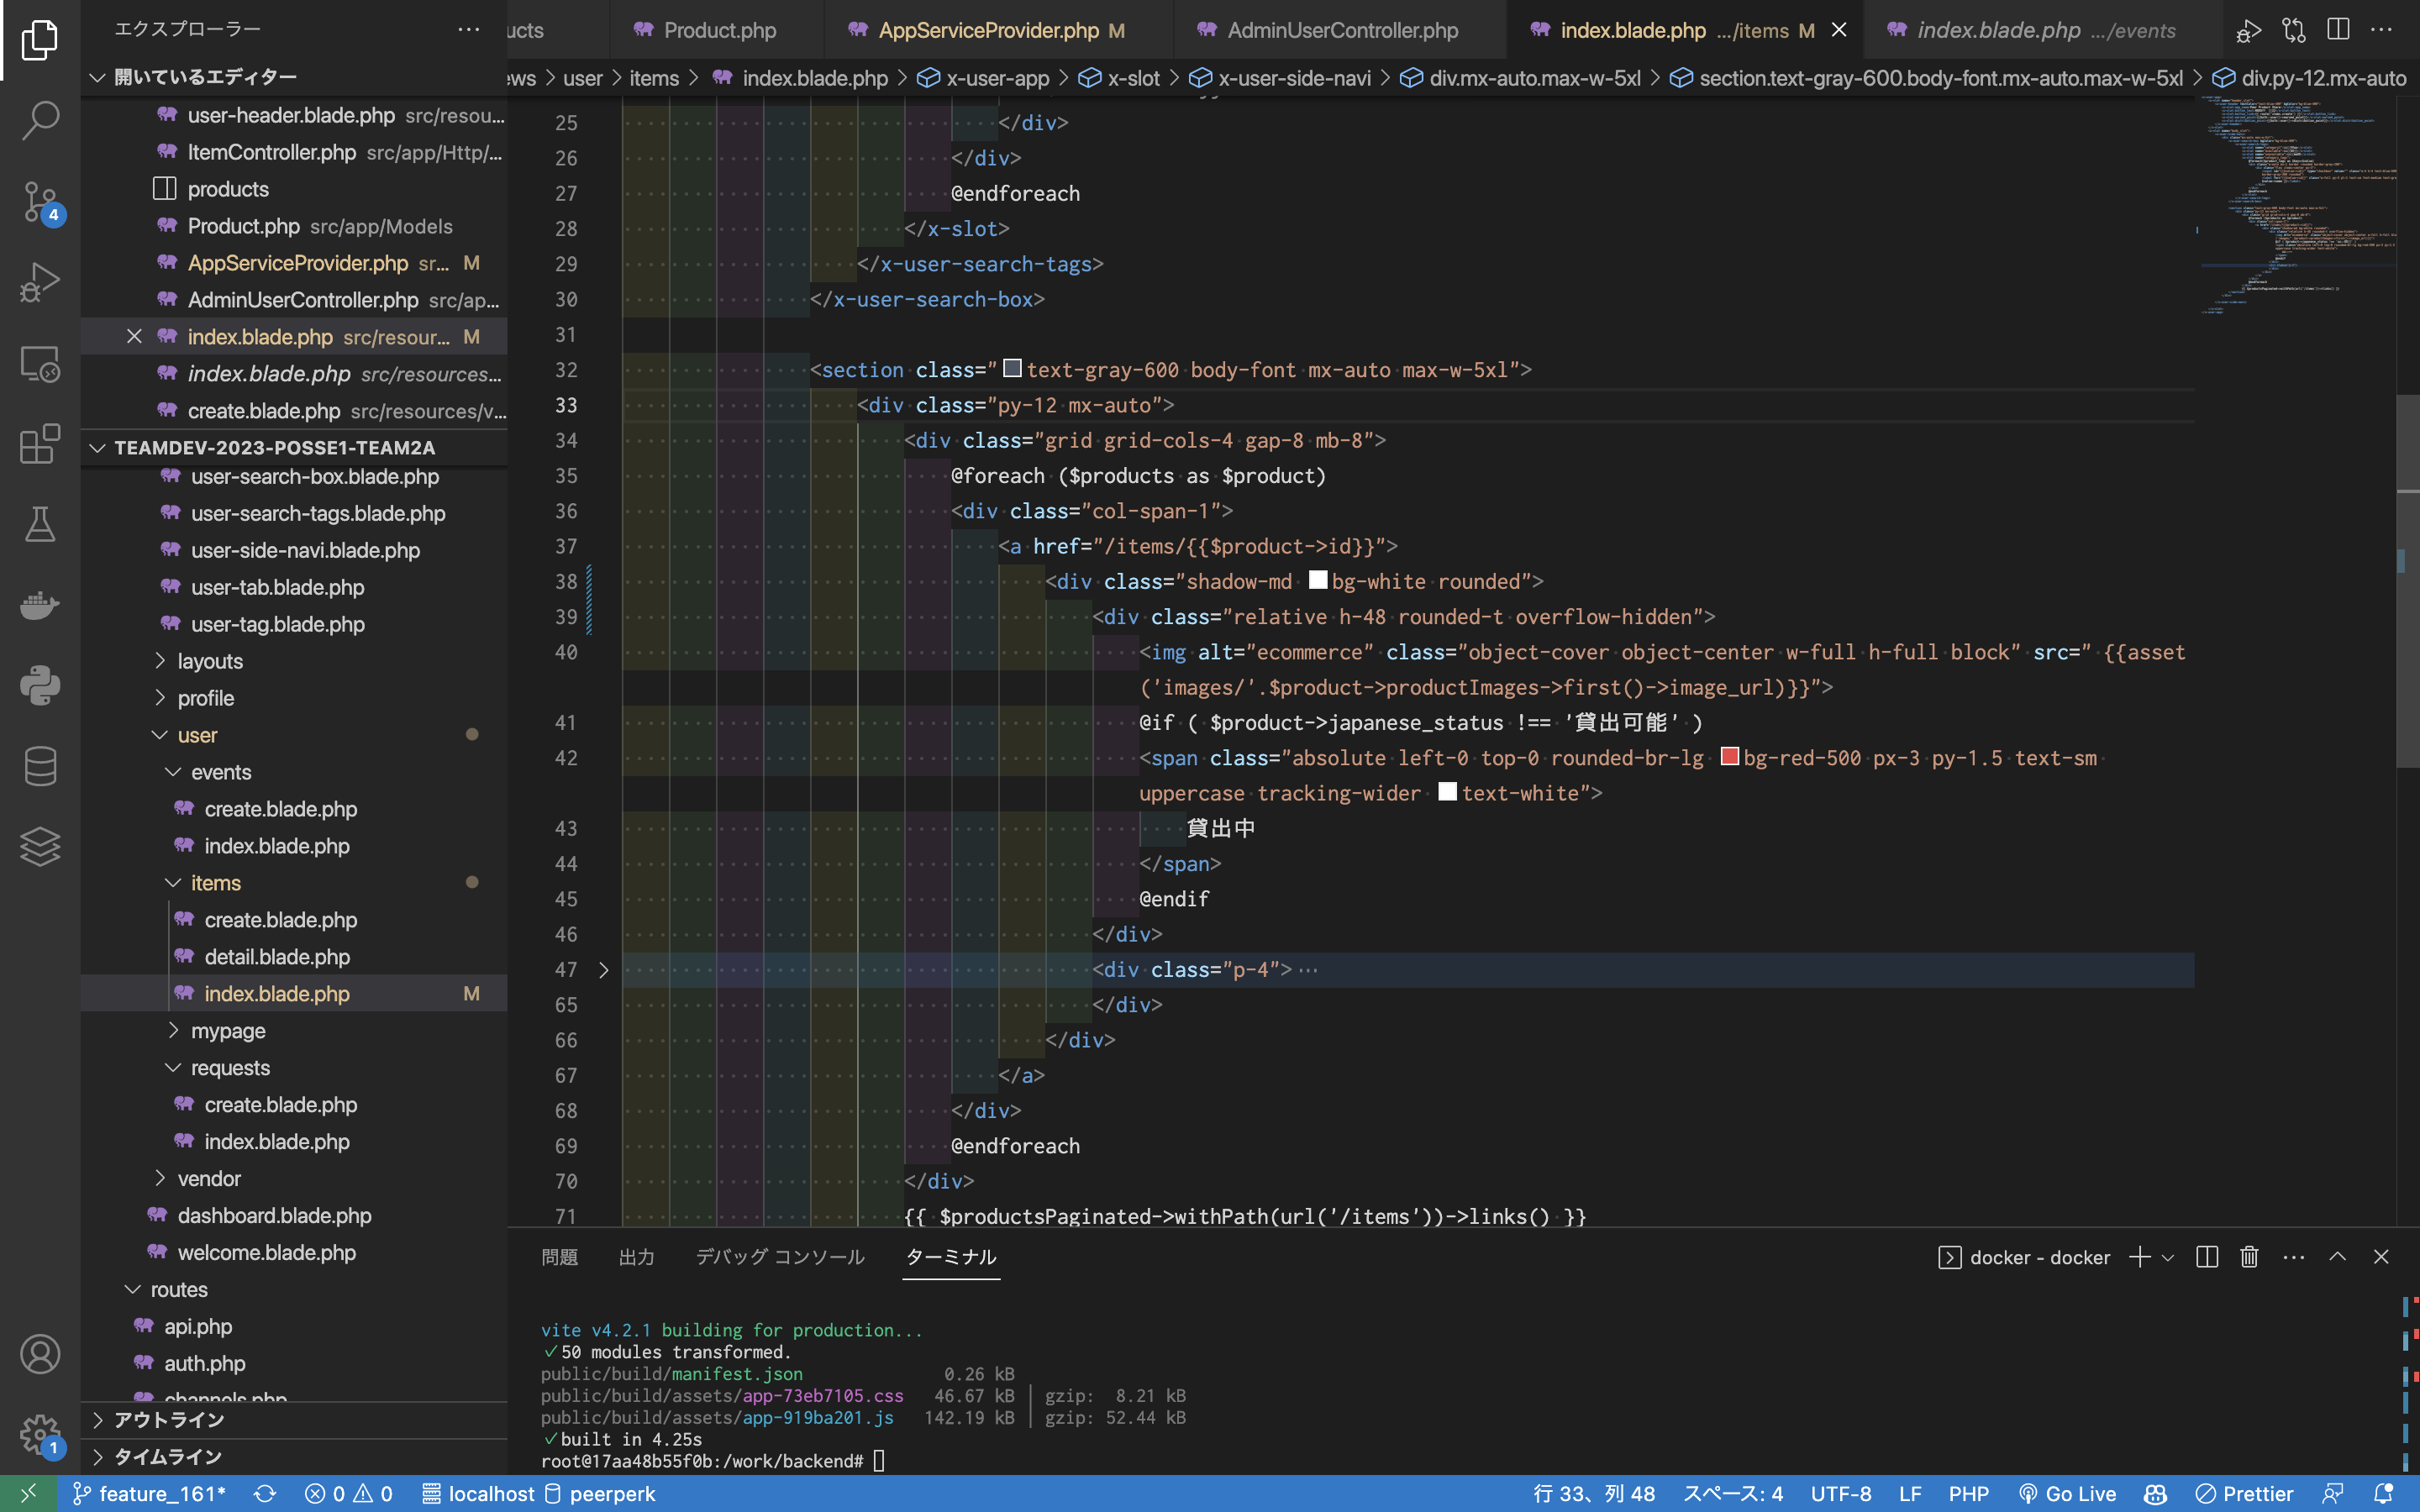 エクスプローラー
開いているエディター
user-header.blade.php src/resou...
ItemController.php src/app/Http/...
products
Product.php src/app/Models
AppServiceProvider.php sr... M
AdminUserController.php src/ap...
index.blade.php src/resour... M
index.blade.php src/resources...
create.blade.php src/resources/v...
TEAMDEV-2023-POSSE1-TEAM2A
user-search-box.blade.php
user-search-tags.blade.php
user-side-navi.blade.php
user-tab.blade.php
user-tag.blade.php
layouts
profile
user
events
create.blade.php
index.blade.php
items
create.blade.php
detail.blade.php
index.blade.php M
mypage
requests
create.blade.php
index.blade.php
vendor
dashboard.blade.php
welcome.blade.php
routes
api.php
auth.php
channels.php
アウトライン
タイムライン
4
1
ucts Product.php AppServiceProvider.php M AdminUserController.php index.blade.php .../items M index.blade.php .../events
ews > user > items > index.blade.php > x-user-app > x-slot > x-user-side-navi > div.mx-auto.max-w-5xl > section.text-gray-600.body-font.mx-auto.max-w-5xl > div.py-12.mx-auto
25 </div>
26 </div>
27 @endforeach
28 </x-slot>
29 </x-user-search-tags>
30 </x-user-search-box>
31
32 <section class="text-gray-600 body-font mx-auto max-w-5xl">
33 <div class="py-12 mx-auto">
34 <div class="grid grid-cols-4 gap-8 mb-8">
35 @foreach ($products as $product)
36 <div class="col-span-1">
37 <a href="/items/{{$product->id}}">
38 <div class="shadow-md bg-white rounded">
39 <div class="relative h-48 rounded-t overflow-hidden">
40 <img alt="ecommerce" class="object-cover object-center w-full h-full block" src=" {{asset
('images/'.$product->productImages->first()->image_url)}}">
41 @if ( $product->japanese_status !== '貸出可能' )
42 <span class="absolute left-0 top-0 rounded-br-lg bg-red-500 px-3 py-1.5 text-sm
uppercase tracking-wider text-white">
43 貸出中
44 </span>
45 @endif
46 </div>
47 <div class="p-4"> ...
65 </div>
66 </div>
67 </a>
68 </div>
69 @endforeach
70 </div>
71 {{ $productsPaginated->withPath(url('/items'))->links() }}
問題 出力 デバッグ コンソール ターミナル docker - docker
vite v4.2.1 building for production...
✓ 50 modules transformed.
public/build/manifest.json 0.26 kB
public/build/assets/app-73eb7105.css 46.67 kB │ gzip: 8.21 kB
public/build/assets/app-919ba201.js 142.19 kB │ gzip: 52.44 kB
✓ built in 4.25s
root@17aa48b55f0b:/work/backend#
feature_161* 0 0 localhost peerperk 行 33、列 48 スペース: 4 UTF-8 LF PHP Go Live Prettier